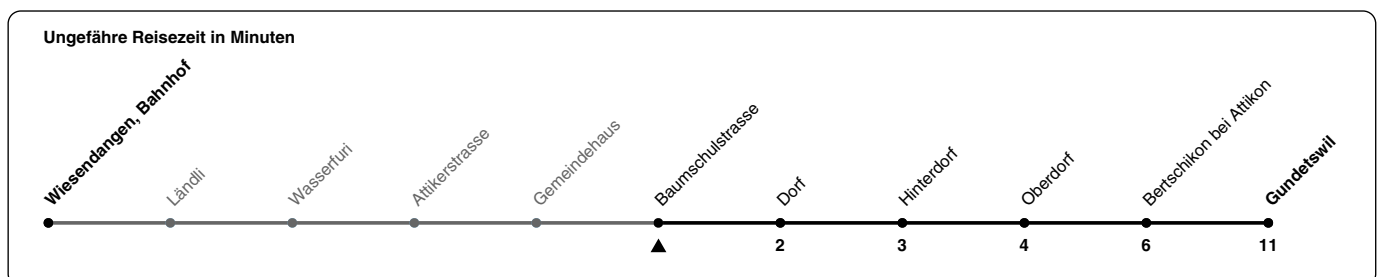 Ungefähre Reisezeit in Minuten
Wiesendangen, Bahnhof
Ländli
Wasserfuri
Attikerstrasse
Gemeindehaus
Baumschulstrasse
Dorf
Hinterdorf
Oberdorf
Bertschikon bei Attikon
Gundetswil
2 3 4 6 11